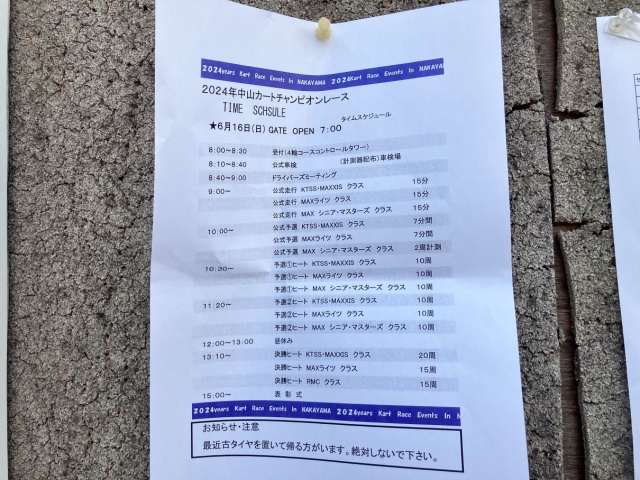 2024years Kart Race Events In NAKAYAMA 2024Kart Race Events In NAKAYAMA
2024年中山カートチャンピオンレース
TIME SCHSULE タイムスケジュール
★6月16日(日) GATE OPEN 7:00
8:00～8:30 受付(4輪コースコントロールタワー)
8:10～8:40 公式車検 (計測器配布)車検場
8:40～9:00 ドライバーズミーティング
9:00～ 公式走行 KTSS・MAXXIS クラス 15分
公式走行 MAXライツ クラス 15分
公式走行 MAX シニア・マスターズ クラス 15分
10:00～ 公式予選 KTSS・MAXXIS クラス 7分間
公式予選 MAXライツ クラス 7分間
公式予選 MAX シニア・マスターズ クラス 2周計測
10:30～ 予選①ヒート KTSS・MAXXIS クラス 10周
予選①ヒート MAXライツ クラス 10周
予選①ヒート MAX シニア・マスターズ クラス 10周
11:20～ 予選②ヒート KTSS・MAXXIS クラス 10周
予選②ヒート MAXライツ クラス 10周
予選②ヒート MAX シニア・マスターズ クラス 10周
12:00～13:00 昼休み
13:10～ 決勝ヒート KTSS・MAXXIS クラス 20周
決勝ヒート MAXライツ クラス 15周
決勝ヒート RMC クラス 15周
15:00～ 表 彰 式
2024years Kart Race Events In NAKAYAMA 2024years Kart Race Events In N
お知らせ・注意
最近古タイヤを置いて帰る方がいます。絶対しないで下さい。